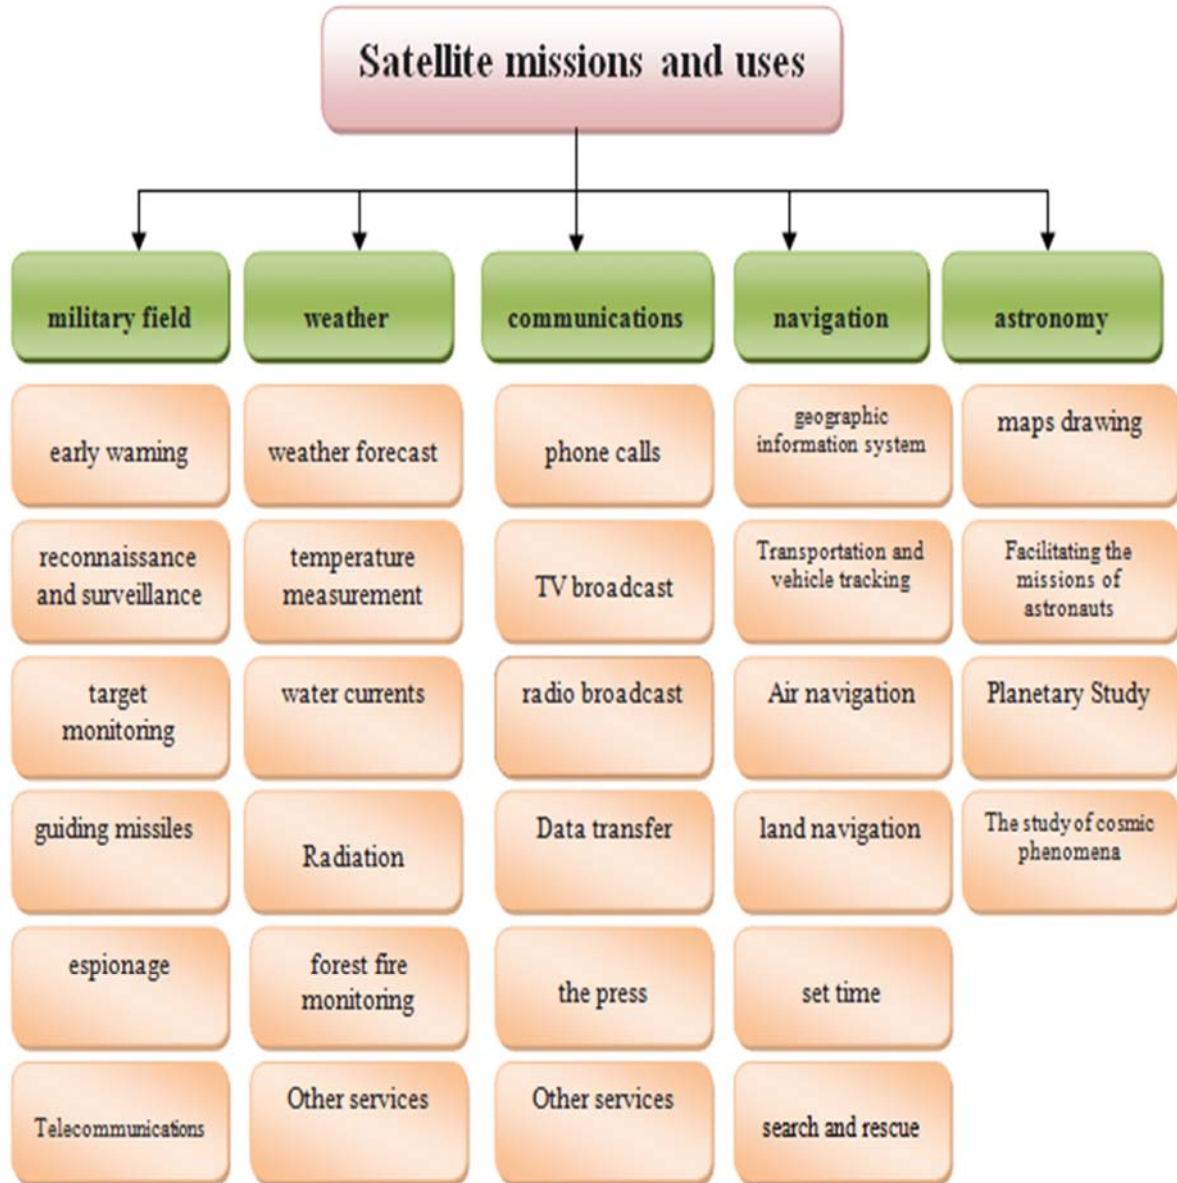 Satellite missions and uses
military field
weather
communications
navigation
astronomy
early warning
weather forecast
phone calls
geographic
information system
maps drawing
reconnaissance
and surveillance
temperature
measurement
TV broadcast
Transportation and
vehicle tracking
Facilitating the
missions of
astronauts
target
monitoring
water currents
radio broadcast
Air navigation
Planetary Study
guiding missiles
Radiation
Data transfer
land navigation
The study of cosmic
phenomena
espionage
forest fire
monitoring
the press
set time
Telecommunications
Other services
Other services
search and rescue